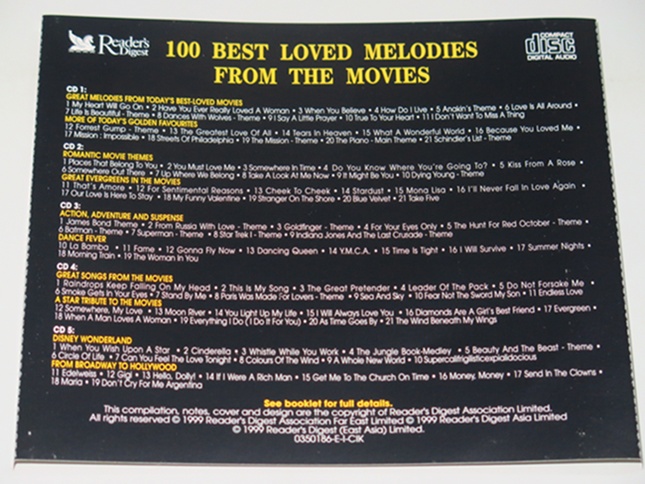 Reader's
Digest
100 BEST LOVED MELODIES
FROM THE MOVIES
COMPACT
disc
DIGITAL AUDIO
CD 1:
GREAT MELODIES FROM TODAY'S BEST-LOVED MOVIES
1 My Heart Will Go On • 2 Have You Ever Really Loved A Woman • 3 When You Believe • 4 How Do I Live • 5 Anakin's - Theme • 6 Love Is All Around •
7 Life Is Beautiful - Theme • 8 Dances With Wolves - Theme • 9 I Say A Little Prayer • 10 True To Your Heart • 11 I Don't Want To Miss A Thing
MORE OF TODAY'S GOLDEN FAVOURITES
12 Forrest Gump - Theme • 13 The Greatest Love Of All • 14 Tears In Heaven • 15 What A Wonderful World • 16 Because You Loved Me •
17 Mission : Impossible • 18 Streets Of Philadelphia • 19 The Mission - Theme • 20 The Piano - Main Theme • 21 Schindler's List - Theme
CD 2:
ROMANTIC MOVIE THEMES
1 Places That Belong To You • 2 You Must Love Me • 3 Somewhere In Time • 4 Do You Know Where You're Going To? • 5 Kiss From A Rose •
6 Somewhere Out There • 7 Up Where We Belong • 8 Take A Look At Me Now • 9 It Might Be You • 10 Dying Young - Theme
GREAT EVERGREENS IN THE MOVIES
11 That's Amore • 12 For Sentimental Reasons • 13 Cheek To Cheek • 14 Stardust • 15 Mona Lisa • 16 I'll Never Fall In Love Again •
17 Our Love Is Here To Stay • 18 My Funny Valentine • 19 Stranger On The Shore • 20 Blue Velvet • 21 Take Five
CD 3:
ACTION, ADVENTURE AND SUSPENSE
1 James Bond Theme • 2 From Russia With Love - Theme • 3 Goldfinger - Theme • 4 For Your Eyes Only • 5 The Hunt For Red October - Theme •
6 Batman - Theme • 7 Superman - Theme • 8 Star Trek I - Theme • 9 Indiana Jones And The Last Crusade - Theme
DANCE FEVER
10 La Bamba • 11 Fame • 12 Gonna Fly Now • 13 Dancing Queen • 14 Y.M.C.A. • 15 Time Is Tight • 16 I Will Survive • 17 Summer Nights •
18 Morning Train • 19 The Woman In You
CD 4:
GREAT SONGS FROM THE MOVIES
1 Raindrops Keep Falling On My Head • 2 This Is My Song • 3 The Great Pretender • 4 Leader Of The Pack • 5 Do Not Forsake Me •
6 Smoke Gets In Your Eyes • 7 Stand By Me • 8 Paris Was Made For Lovers - Theme • 9 Sea And Sky • 10 Fear Not The Sword My Son • 11 Endless Love
A STAR TRIBUTE TO THE MOVIES
12 Somewhere, My Love • 13 Moon River • 14 You Light Up My Life • 15 I Will Always Love You • 16 Diamonds Are A Girl's Best Friend • 17 Evergreen •
18 When A Man Loves A Woman • 19 Everything I Do (I Do It For You) • 20 As Time Goes By • 21 The Wind Beneath My Wings
CD 5:
DISNEY WONDERLAND
1 When You Wish Upon A Star • 2 Cinderella • 3 Whistle While You Work • 4 The Jungle Book-Medley • 5 Beauty And The Beast - Theme •
6 Circle Of Life • 7 Can You Feel The Love Tonight • 8 Colours Of The Wind • 9 A Whole New World • 10 Supercalifragilisticexpialidocious
FROM BROADWAY TO HOLLYWOOD
11 Edelweiss • 12 Gigi • 13 Hello, Dolly! • 14 If I Were A Rich Man • 15 Get Me To The Church On Time • 16 Money, Money • 17 Send In The Clowns •
18 Maria • 19 Don't Cry For Me Argentina
See booklet for full details.
This compilation, notes, cover and design are the copyright of Reader's Digest Association Limited.
All rights reserved © 1999 Reader's Digest Association Far East Limited © 1999 Reader's Digest Asia Limited.
© 1999 Reader's Digest (East Asia) Limited.
0350186-E-I-CIK